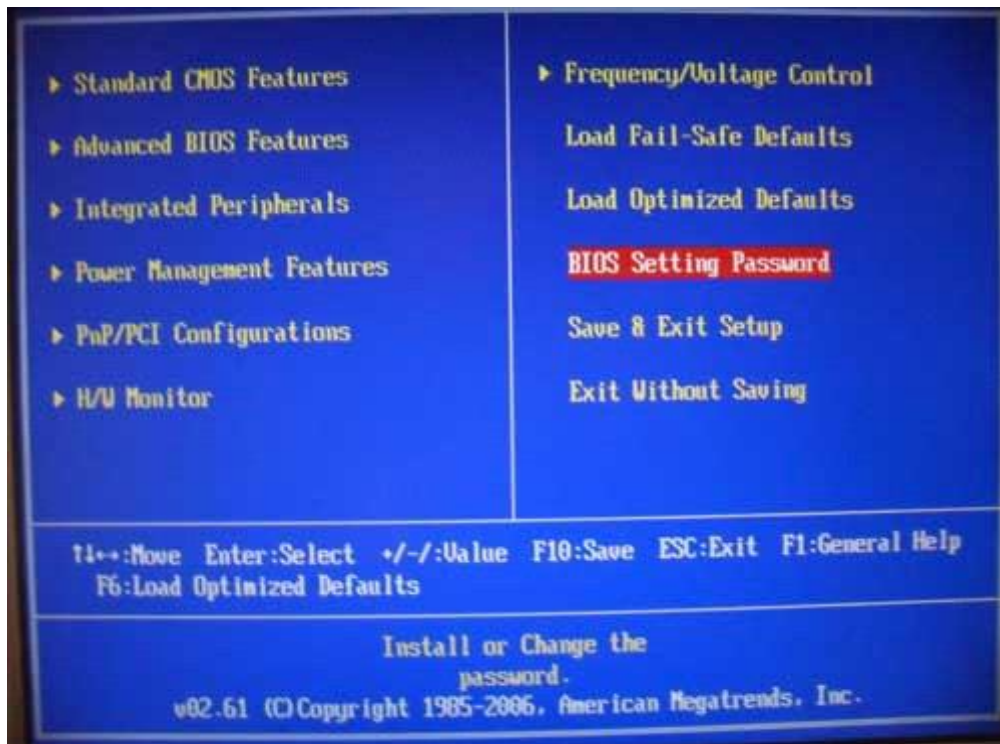 Standard CMOS Features
Advanced BIOS Features
Integrated Peripherals
Power Management Features
PnP/PCI Configurations
H/W Monitor
Frequency/Voltage Control
Load Fail-Safe Defaults
Load Optimized Defaults
BIOS Setting Password
Save & Exit Setup
Exit Without Saving
↑↓←→:Move Enter:Select +/-/:Value F10:Save ESC:Exit F1:General Help
F6:Load Optimized Defaults
Install or Change the
password.
v02.61 (C)Copyright 1985-2006, American Megatrends, Inc.